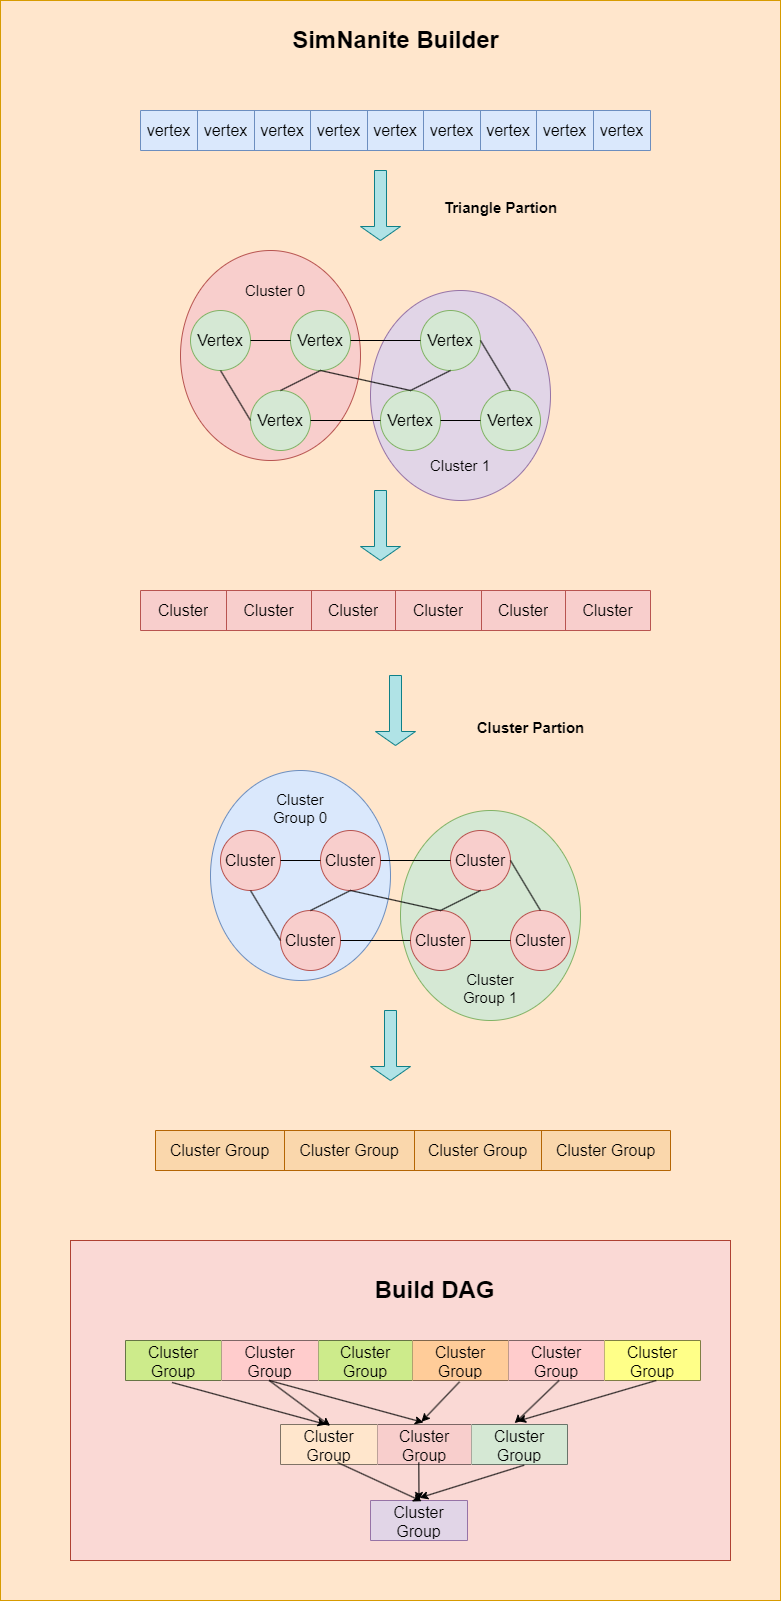 SimNanite Builder
vertex vertex vertex vertex vertex vertex vertex vertex vertex
Triangle Partion
Cluster 0
Vertex Vertex Vertex
Vertex Vertex Vertex
Cluster 1
Cluster Cluster Cluster Cluster Cluster Cluster
Cluster Partion
Cluster
Group 0
Cluster Cluster Cluster
Cluster Cluster Cluster
Cluster
Group 1
Cluster Group Cluster Group Cluster Group Cluster Group
Build DAG
Cluster Cluster Cluster Cluster Cluster Cluster
Group Group Group Group Group Group
Cluster Cluster Cluster
Group Group Group
Cluster
Group